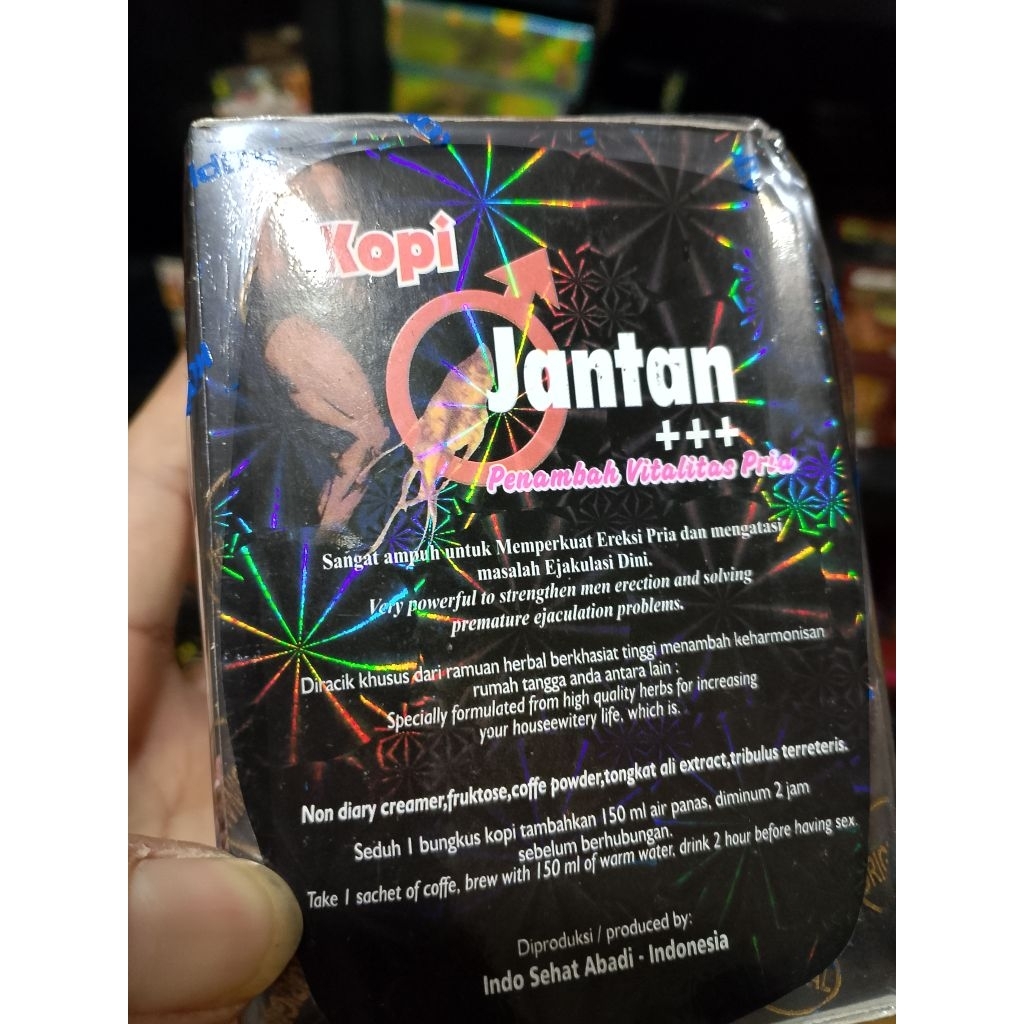 Kopi
Jantan
+++
Penambah Vitalitas Pria
Sangat ampuh untuk Memperkuat Ereksi Pria dan mengatasi
masalah Ejakulasi Dini.
Very powerful to strengthen men erection and solving
premature ejaculation problems.
Diracik khusus dari ramuan herbal berkhasiat tinggi menambah keharmonisan
rumah tangga anda antara lain :
Specially formulated from high quality herbs for increasing
your houseewitery life, which is.
Non diary creamer,fruktose,coffe powder,tongkat ali extract,tribulus terreteris.
Seduh 1 bungkus kopi tambahkan 150 ml air panas, diminum 2 jam
sebelum berhubungan.
Take 1 sachet of coffe, brew with 150 ml of warm water, drink 2 hour before having sex.
Diproduksi / produced by:
Indo Sehat Abadi - Indonesia